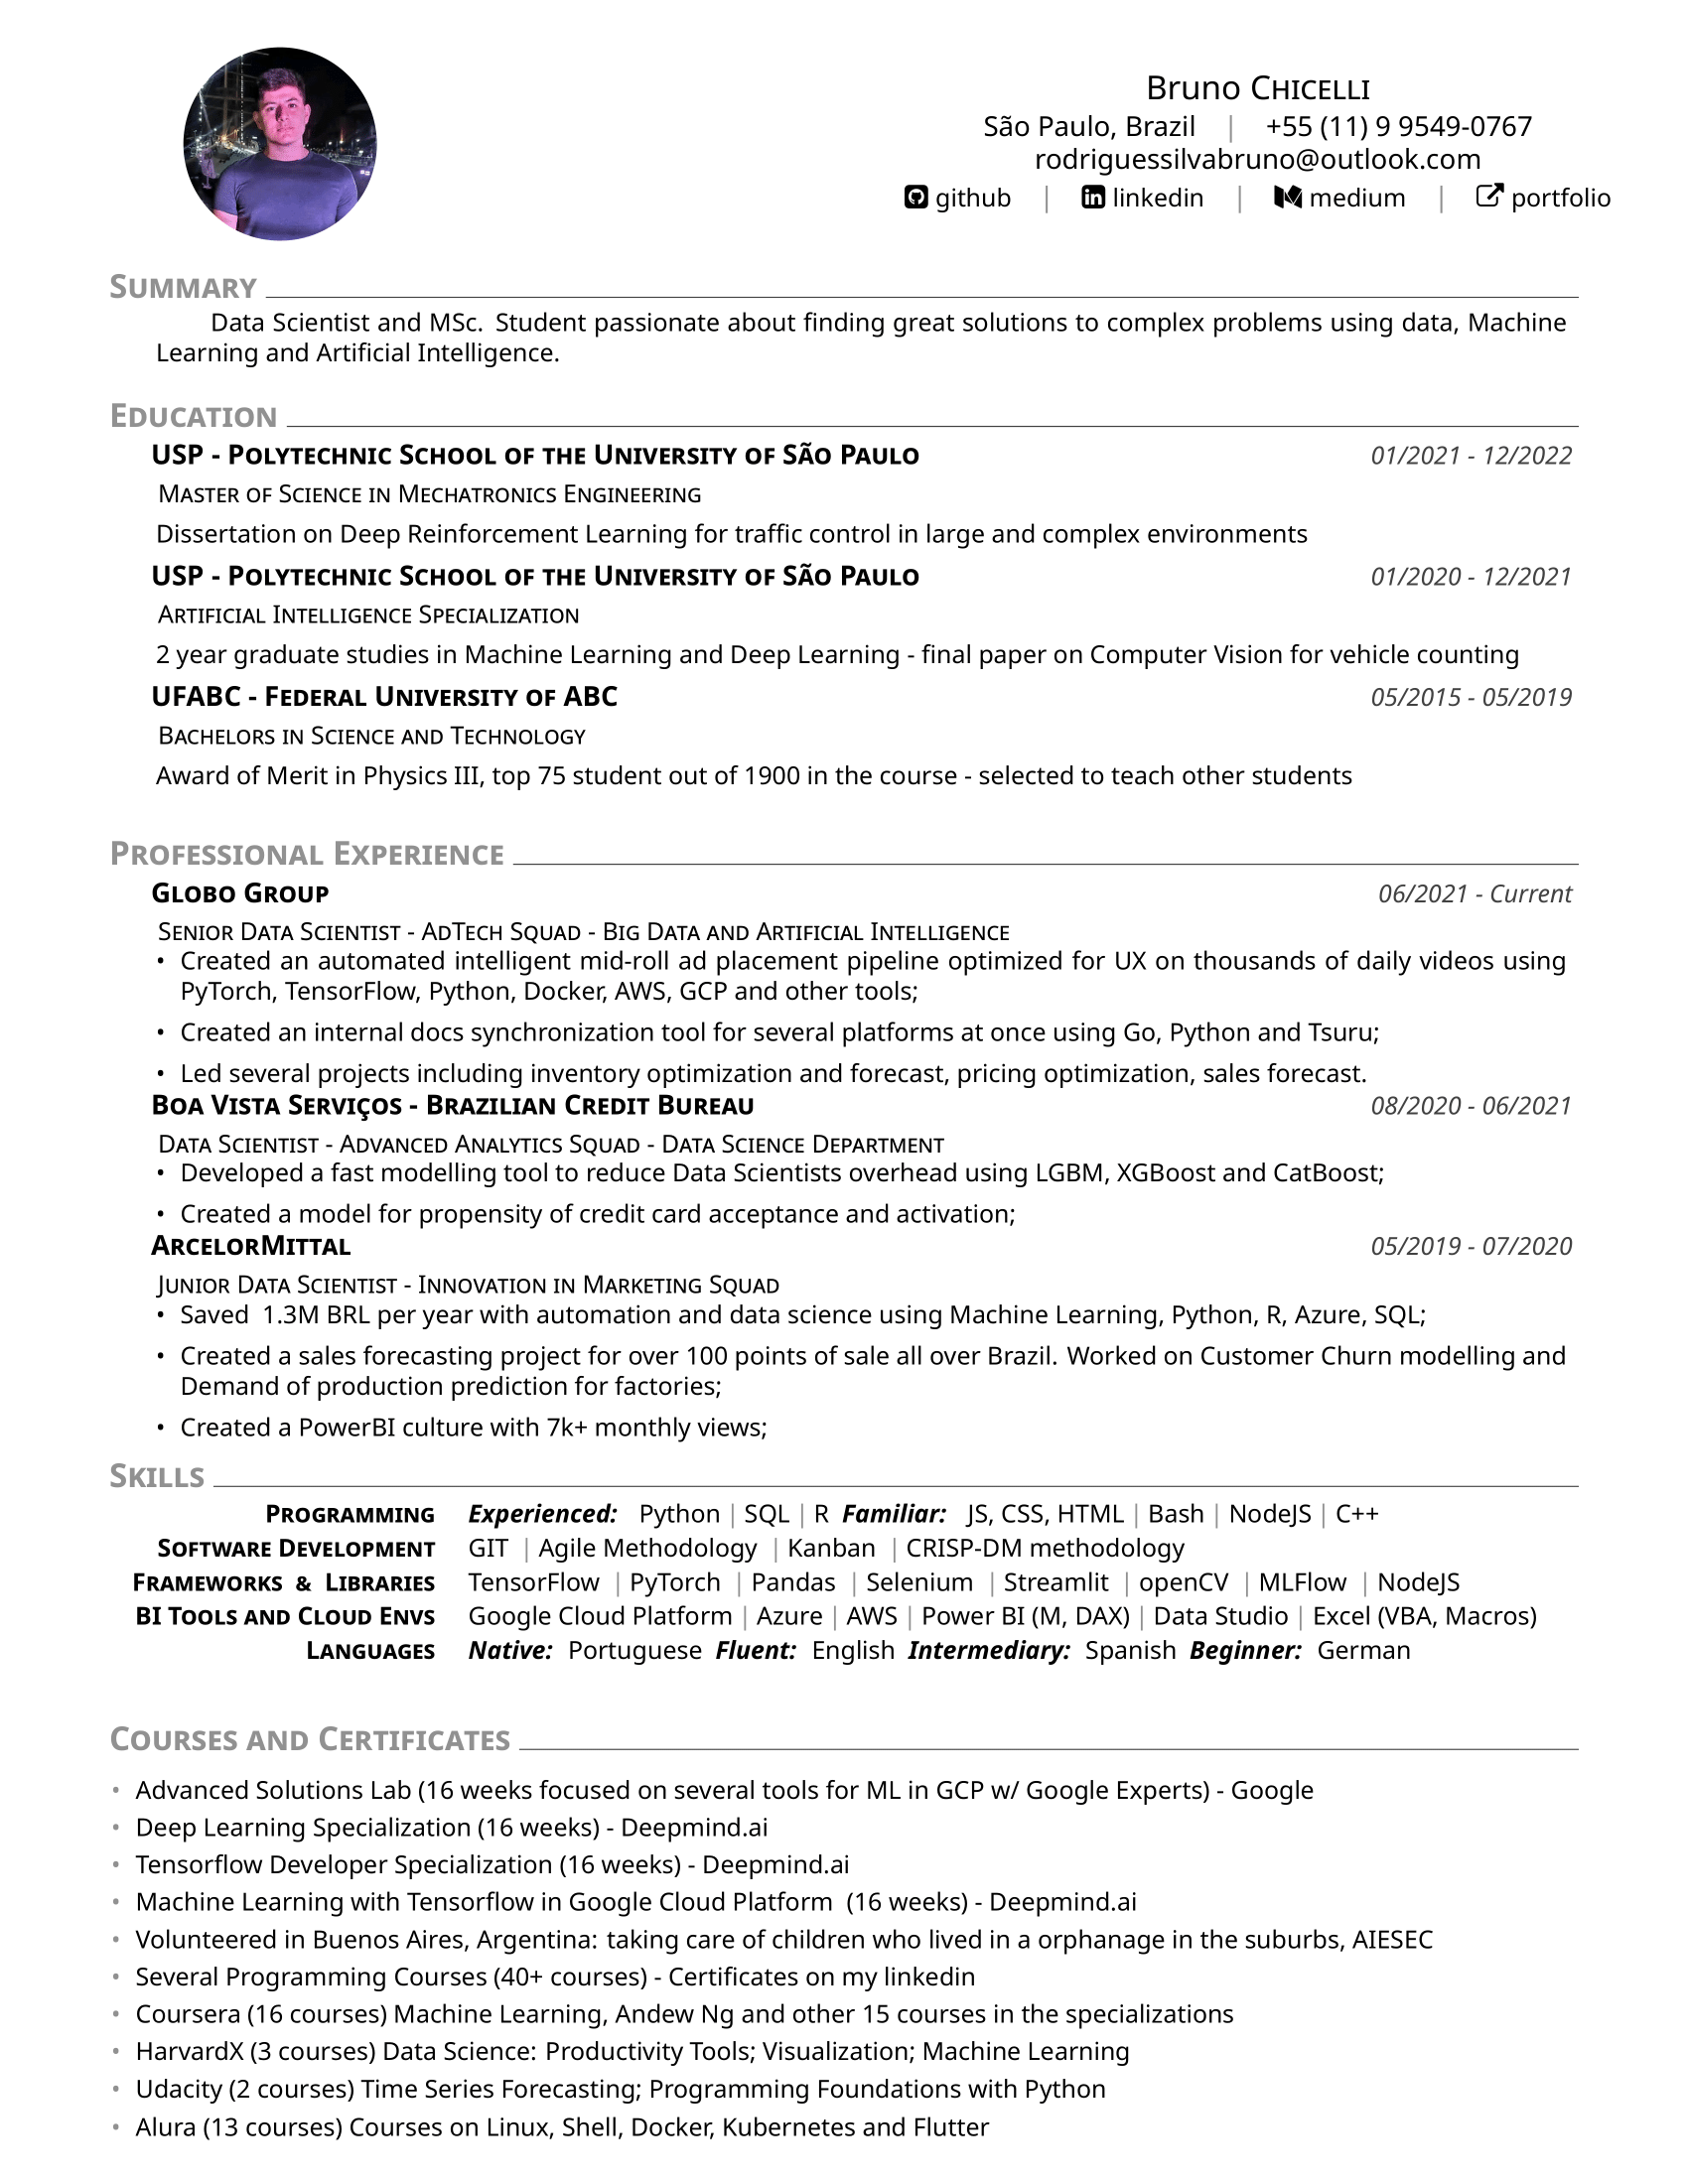 Bruno Chicelli
São Paulo, Brazil | +55 (11) 9 9549-0767
rodriguessilvabruno@outlook.com
github | linkedin | medium | portfolio
Summary
Data Scientist and MSc. Student passionate about finding great solutions to complex problems using data, Machine
Learning and Artificial Intelligence.
Education
USP - Polytechnic School of the University of São Paulo 01/2021 - 12/2022
Master of Science in Mechatronics Engineering
Dissertation on Deep Reinforcement Learning for traffic control in large and complex environments
USP - Polytechnic School of the University of São Paulo 01/2020 - 12/2021
Artificial Intelligence Specialization
2 year graduate studies in Machine Learning and Deep Learning - final paper on Computer Vision for vehicle counting
UFABC - Federal University of ABC 05/2015 - 05/2019
Bachelors in Science and Technology
Award of Merit in Physics III, top 75 student out of 1900 in the course - selected to teach other students
Professional Experience
Globo Group 06/2021 - Current
Senior Data Scientist - AdTech Squad - Big Data and Artificial Intelligence
• Created an automated intelligent mid-roll ad placement pipeline optimized for UX on thousands of daily videos using
PyTorch, TensorFlow, Python, Docker, AWS, GCP and other tools;
• Created an internal docs synchronization tool for several platforms at once using Go, Python and Tsuru;
• Led several projects including inventory optimization and forecast, pricing optimization, sales forecast.
Boa Vista Serviços - Brazilian Credit Bureau 08/2020 - 06/2021
Data Scientist - Advanced Analytics Squad - Data Science Department
• Developed a fast modelling tool to reduce Data Scientists overhead using LGBM, XGBoost and CatBoost;
• Created a model for propensity of credit card acceptance and activation;
ArcelorMittal 05/2019 - 07/2020
Junior Data Scientist - Innovation in Marketing Squad
• Saved 1.3M BRL per year with automation and data science using Machine Learning, Python, R, Azure, SQL;
• Created a sales forecasting project for over 100 points of sale all over Brazil. Worked on Customer Churn modelling and
Demand of production prediction for factories;
• Created a PowerBI culture with 7k+ monthly views;
Skills
Programming Experienced: Python | SQL | R Familiar: JS, CSS, HTML | Bash | NodeJS | C++
Software Development GIT | Agile Methodology | Kanban | CRISP-DM methodology
Frameworks & Libraries TensorFlow | PyTorch | Pandas | Selenium | Streamlit | openCV | MLFlow | NodeJS
BI Tools and Cloud Envs Google Cloud Platform | Azure | AWS | Power BI (M, DAX) | Data Studio | Excel (VBA, Macros)
Languages Native: Portuguese Fluent: English Intermediary: Spanish Beginner: German
Courses and Certificates
• Advanced Solutions Lab (16 weeks focused on several tools for ML in GCP w/ Google Experts) - Google
• Deep Learning Specialization (16 weeks) - Deepmind.ai
• Tensorflow Developer Specialization (16 weeks) - Deepmind.ai
• Machine Learning with Tensorflow in Google Cloud Platform (16 weeks) - Deepmind.ai
• Volunteered in Buenos Aires, Argentina: taking care of children who lived in a orphanage in the suburbs, AIESEC
• Several Programming Courses (40+ courses) - Certificates on my linkedin
• Coursera (16 courses) Machine Learning, Andew Ng and other 15 courses in the specializations
• HarvardX (3 courses) Data Science: Productivity Tools; Visualization; Machine Learning
• Udacity (2 courses) Time Series Forecasting; Programming Foundations with Python
• Alura (13 courses) Courses on Linux, Shell, Docker, Kubernetes and Flutter